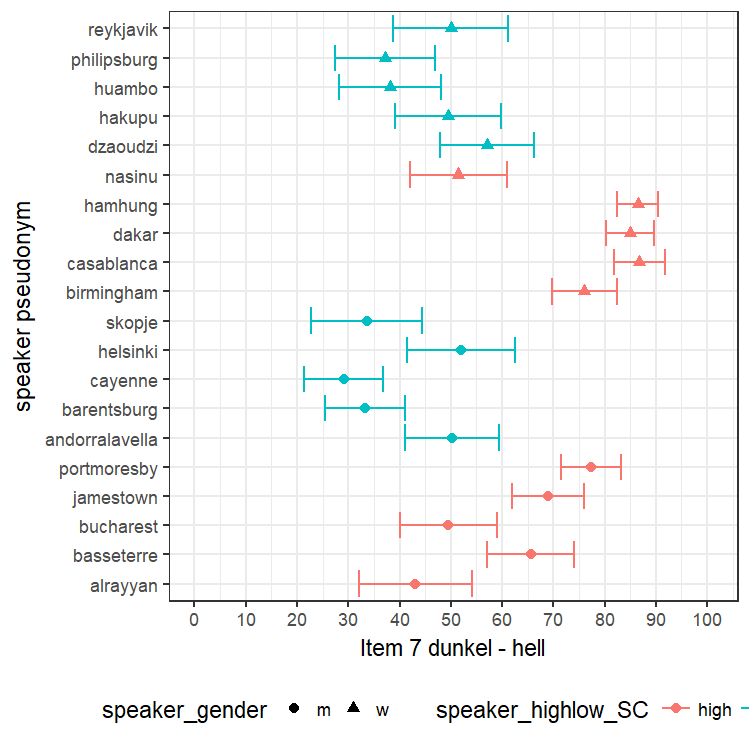 reykjavik
philipsburg
huambo
hakupu
dzaoudzi
nasinu
hamhung
dakar
casablanca
birmingham
skopje
helsinki
cayenne
barentsburg
andorralavella
portmoresby
jamestown
bucharest
basseterre
alrayyan
speaker pseudonym
0 10 20 30 40 50 60 70 80 90 100
Item 7 dunkel - hell
speaker_gender m w speaker_highlow_SC high